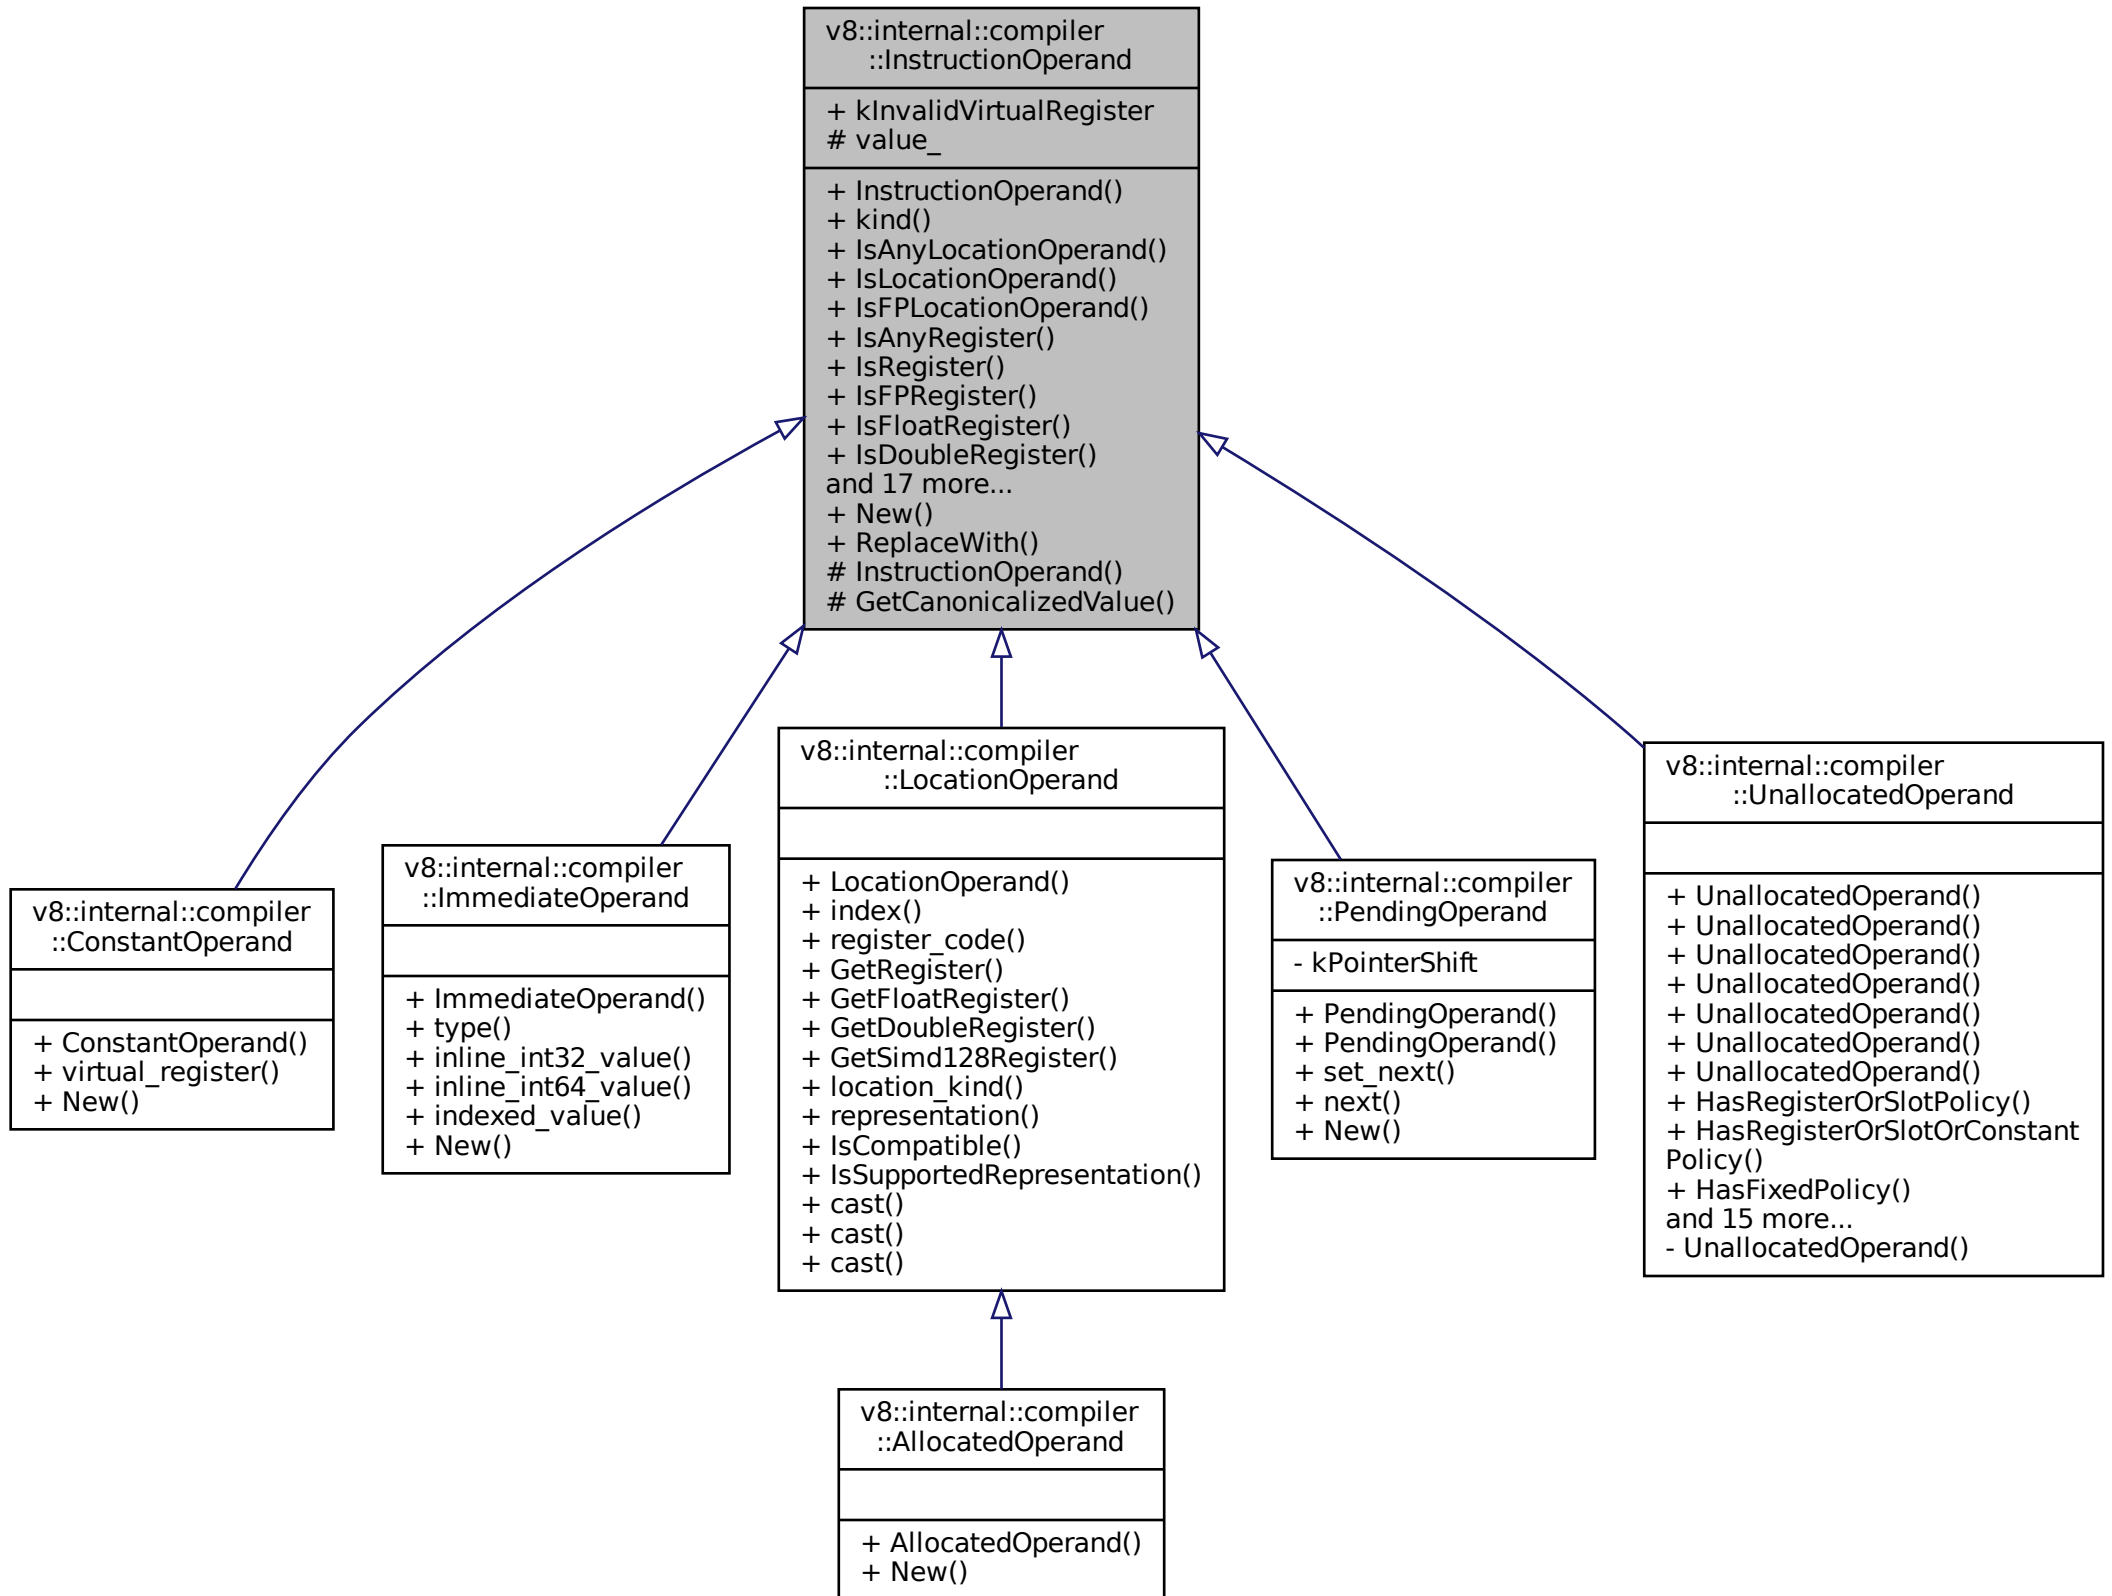 v8::internal::compiler
::InstructionOperand
+ kInvalidVirtualRegister
# value_
+ InstructionOperand()
+ kind()
+ IsAnyLocationOperand()
+ IsLocationOperand()
+ IsFPLocationOperand()
+ IsAnyRegister()
+ IsRegister()
+ IsFPRegister()
+ IsFloatRegister()
+ IsDoubleRegister()
and 17 more...
+ New()
+ ReplaceWith()
# InstructionOperand()
# GetCanonicalizedValue()
v8::internal::compiler
::ConstantOperand
+ ConstantOperand()
+ virtual_register()
+ New()
v8::internal::compiler
::ImmediateOperand
+ ImmediateOperand()
+ type()
+ inline_int32_value()
+ inline_int64_value()
+ indexed_value()
+ New()
v8::internal::compiler
::LocationOperand
+ LocationOperand()
+ index()
+ register_code()
+ GetRegister()
+ GetFloatRegister()
+ GetDoubleRegister()
+ GetSimd128Register()
+ location_kind()
+ representation()
+ IsCompatible()
+ IsSupportedRepresentation()
+ cast()
+ cast()
+ cast()
v8::internal::compiler
::PendingOperand
- kPointerShift
+ PendingOperand()
+ PendingOperand()
+ set_next()
+ next()
+ New()
v8::internal::compiler
::UnallocatedOperand
+ UnallocatedOperand()
+ UnallocatedOperand()
+ UnallocatedOperand()
+ UnallocatedOperand()
+ UnallocatedOperand()
+ UnallocatedOperand()
+ UnallocatedOperand()
+ HasRegisterOrSlotPolicy()
+ HasRegisterOrSlotOrConstant
Policy()
+ HasFixedPolicy()
and 15 more...
- UnallocatedOperand()
v8::internal::compiler
::AllocatedOperand
+ AllocatedOperand()
+ New()